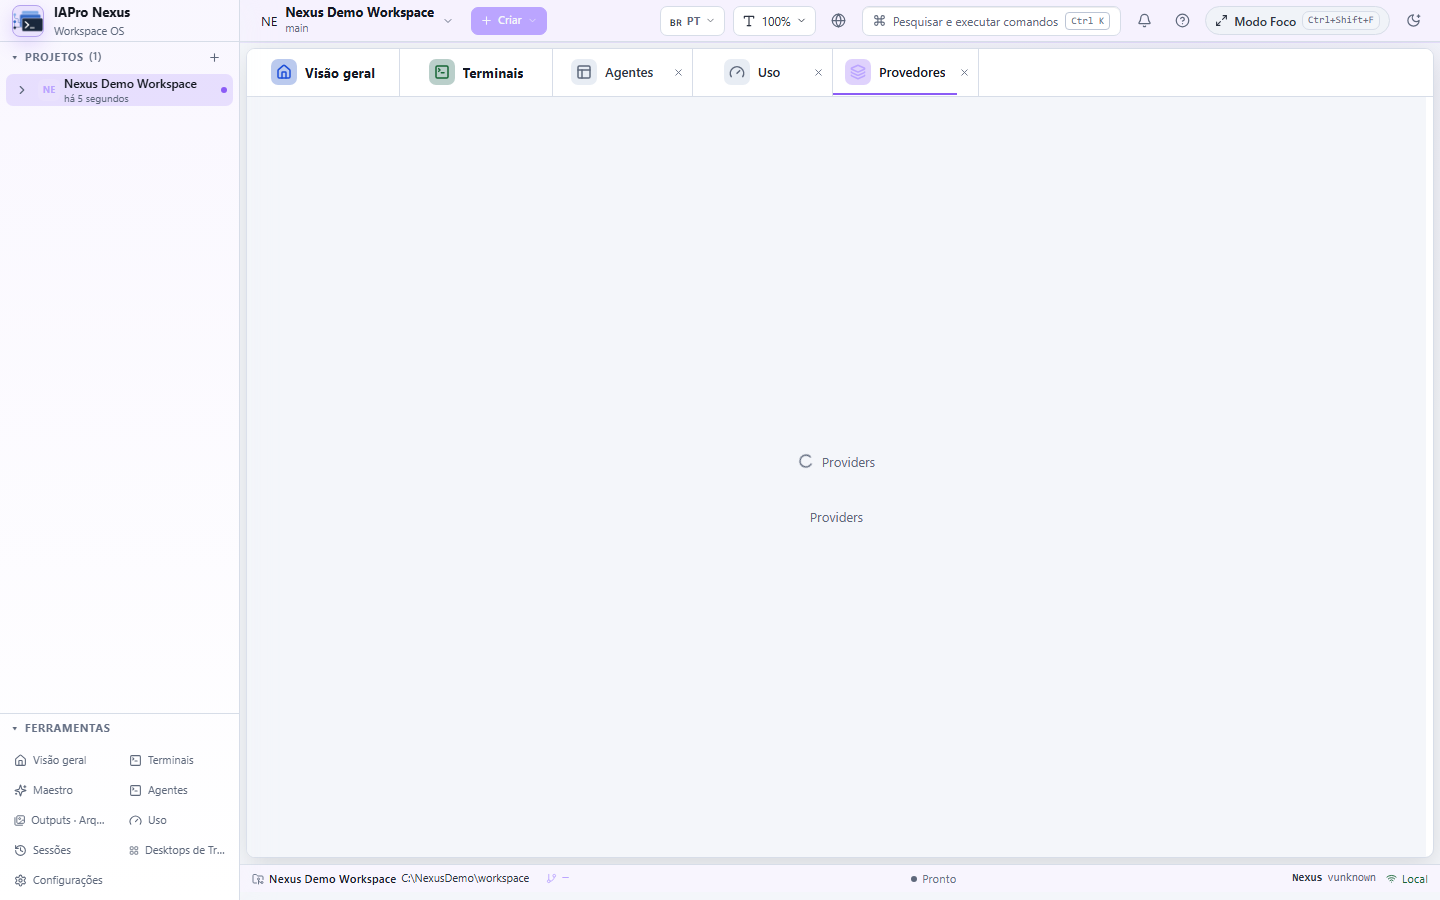 IAPro Nexus
Workspace OS
NE
Nexus Demo Workspace
main
Criar
BR PT
100%
Pesquisar e executar comandos
Ctrl K
Modo Foco
Ctrl+Shift+F
PROJETOS (1)
NE
Nexus Demo Workspace
há 5 segundos
Visão geral
Terminais
Agentes
Uso
Provedores
Providers
Providers
FERRAMENTAS
Visão geral
Terminais
Maestro
Agentes
Outputs · Arq...
Uso
Sessões
Desktops de Tr...
Configurações
Nexus Demo Workspace C:\NexusDemo\workspace
—
Pronto
Nexus vunknown
Local